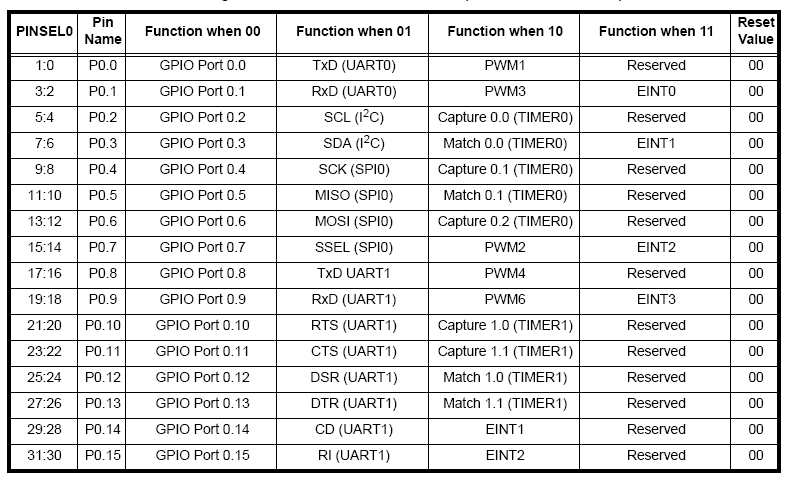 PINSEL0 Pin Name Function when 00 Function when 01 Function when 10 Function when 11 Reset Value
1:0 P0.0 GPIO Port 0.0 TxD (UART0) PWM1 Reserved 00
3:2 P0.1 GPIO Port 0.1 RxD (UART0) PWM3 EINT0 00
5:4 P0.2 GPIO Port 0.2 SCL (I²C) Capture 0.0 (TIMER0) Reserved 00
7:6 P0.3 GPIO Port 0.3 SDA (I²C) Match 0.0 (TIMER0) EINT1 00
9:8 P0.4 GPIO Port 0.4 SCK (SPI0) Capture 0.1 (TIMER0) Reserved 00
11:10 P0.5 GPIO Port 0.5 MISO (SPI0) Match 0.1 (TIMER0) Reserved 00
13:12 P0.6 GPIO Port 0.6 MOSI (SPI0) Capture 0.2 (TIMER0) Reserved 00
15:14 P0.7 GPIO Port 0.7 SSEL (SPI0) PWM2 EINT2 00
17:16 P0.8 GPIO Port 0.8 TxD UART1 PWM4 Reserved 00
19:18 P0.9 GPIO Port 0.9 RxD (UART1) PWM6 EINT3 00
21:20 P0.10 GPIO Port 0.10 RTS (UART1) Capture 1.0 (TIMER1) Reserved 00
23:22 P0.11 GPIO Port 0.11 CTS (UART1) Capture 1.1 (TIMER1) Reserved 00
25:24 P0.12 GPIO Port 0.12 DSR (UART1) Match 1.0 (TIMER1) Reserved 00
27:26 P0.13 GPIO Port 0.13 DTR (UART1) Match 1.1 (TIMER1) Reserved 00
29:28 P0.14 GPIO Port 0.14 CD (UART1) EINT1 Reserved 00
31:30 P0.15 GPIO Port 0.15 RI (UART1) EINT2 Reserved 00